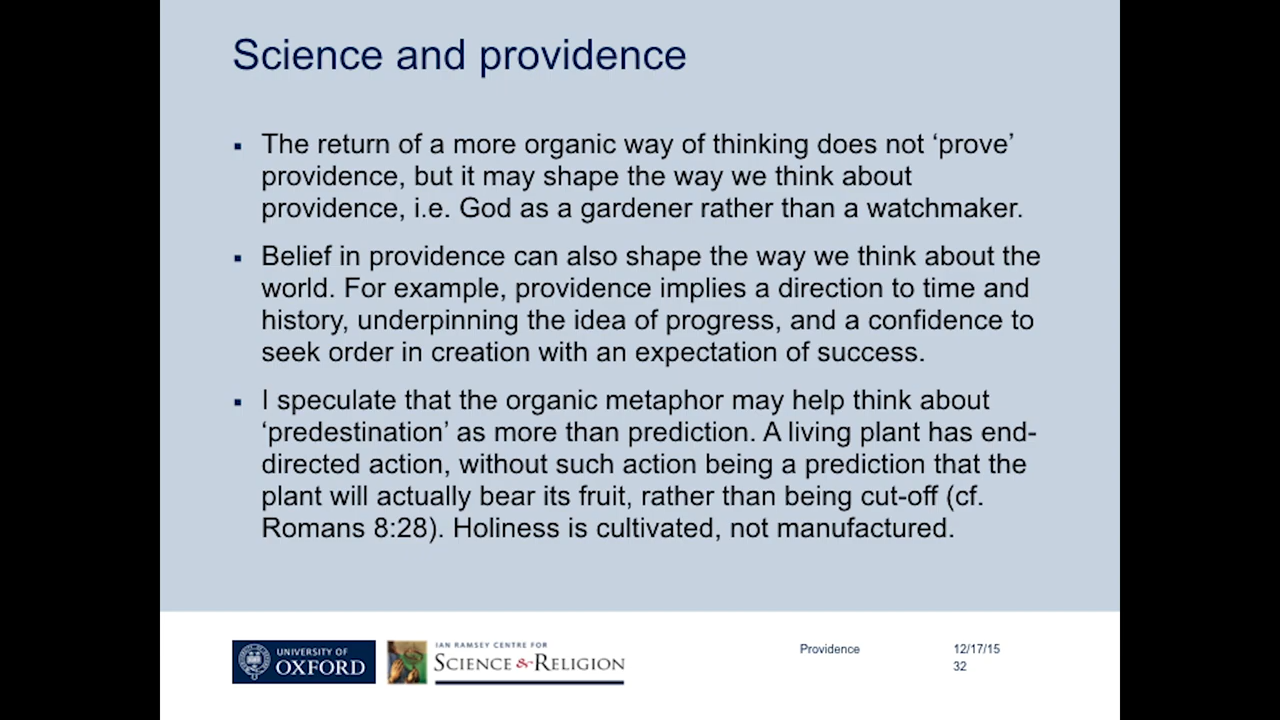 Science and providence
▪ The return of a more organic way of thinking does not ‘prove’
providence, but it may shape the way we think about
providence, i.e. God as a gardener rather than a watchmaker.
▪ Belief in providence can also shape the way we think about the
world. For example, providence implies a direction to time and
history, underpinning the idea of progress, and a confidence to
seek order in creation with an expectation of success.
▪ I speculate that the organic metaphor may help think about
‘predestination’ as more than prediction. A living plant has end-
directed action, without such action being a prediction that the
plant will actually bear its fruit, rather than being cut-off (cf.
Romans 8:28). Holiness is cultivated, not manufactured.
UNIVERSITY OF
OXFORD
IAN RAMSEY CENTRE FOR
SCIENCE & RELIGION
Providence
12/17/15
32